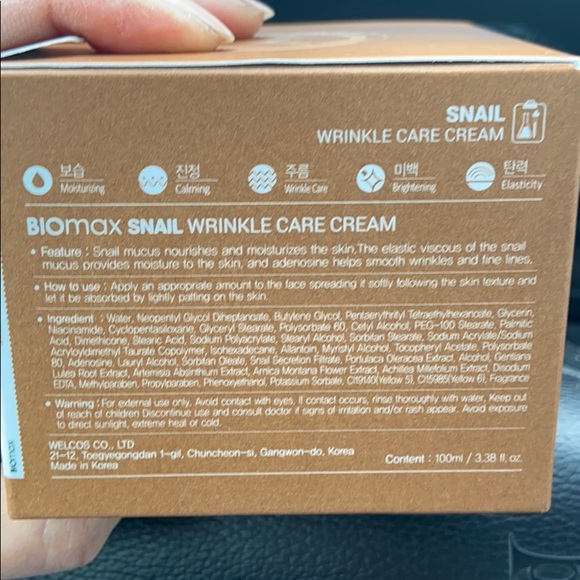 SNAIL
WRINKLE CARE CREAM
보습
Moisturizing
진정
Calming
주름
Wrinkle Care
미백
Brightening
탄력
Elasticity
BIOmax SNAIL WRINKLE CARE CREAM
• Feature : Snail mucus nourishes and moisturizes the skin.The elastic viscous of the snail
mucus provides moisture to the skin, and adenosine helps smooth wrinkles and fine lines.
• How to use : Apply an appropriate amount to the face spreading it softly following the skin texture and
let it be absorbed by lightly patting on the skin.
• Ingredient : Water, Neopentyl Glycol Diheptanoate, Butylene Glycol, Pentaerythrityl Tetraethylhexanoate, Glycerin,
Niacinamide, Cyclopentasiloxane, Glyceryl Stearate, Polysorbate 60, Cetyl Alcohol, PEG-100 Stearate, Palmitic
Acid, Dimethicone, Stearic Acid, Sodium Polyacrylate, Stearyl Alcohol, Sorbitan Stearate, Sodium Acrylate/Sodium
Acryloyldimethyl Taurate Copolymer, Isohexadecane, Allantoin, Myristyl Alcohol, Tocopheryl Acetate, Polysorbate
80, Adenosine, Lauryl Alcohol, Sorbitan Oleate, Snail Secretion Filtrate, Portulaca Oleracea Extract, Alcohol, Gentiana
Lutea Root Extract, Artemisia Absinthium Extract, Arnica Montana Flower Extract, Achillea Millefolium Extract, Disodium
EDTA, Methylparaben, Propylparaben, Phenoxyethanol, Potassium Sorbate, CI19140(Yellow 5), CI15985(Yellow 6), Fragrance
• Warning : For external use only. Avoid contact with eyes. If contact occurs, rinse thoroughly with water. Keep out
of reach of children Discontinue use and consult doctor if signs of irritation and/or rash appear. Avoid exposure
to direct sunlight, extreme heat or cold.
WELCOS CO., LTD
21-12, Toegyegongdan 1-gil, Chuncheon-si, Gangwon-do, Korea
Made in Korea
Content : 100ml / 3.38 fl. oz.
BIOmax